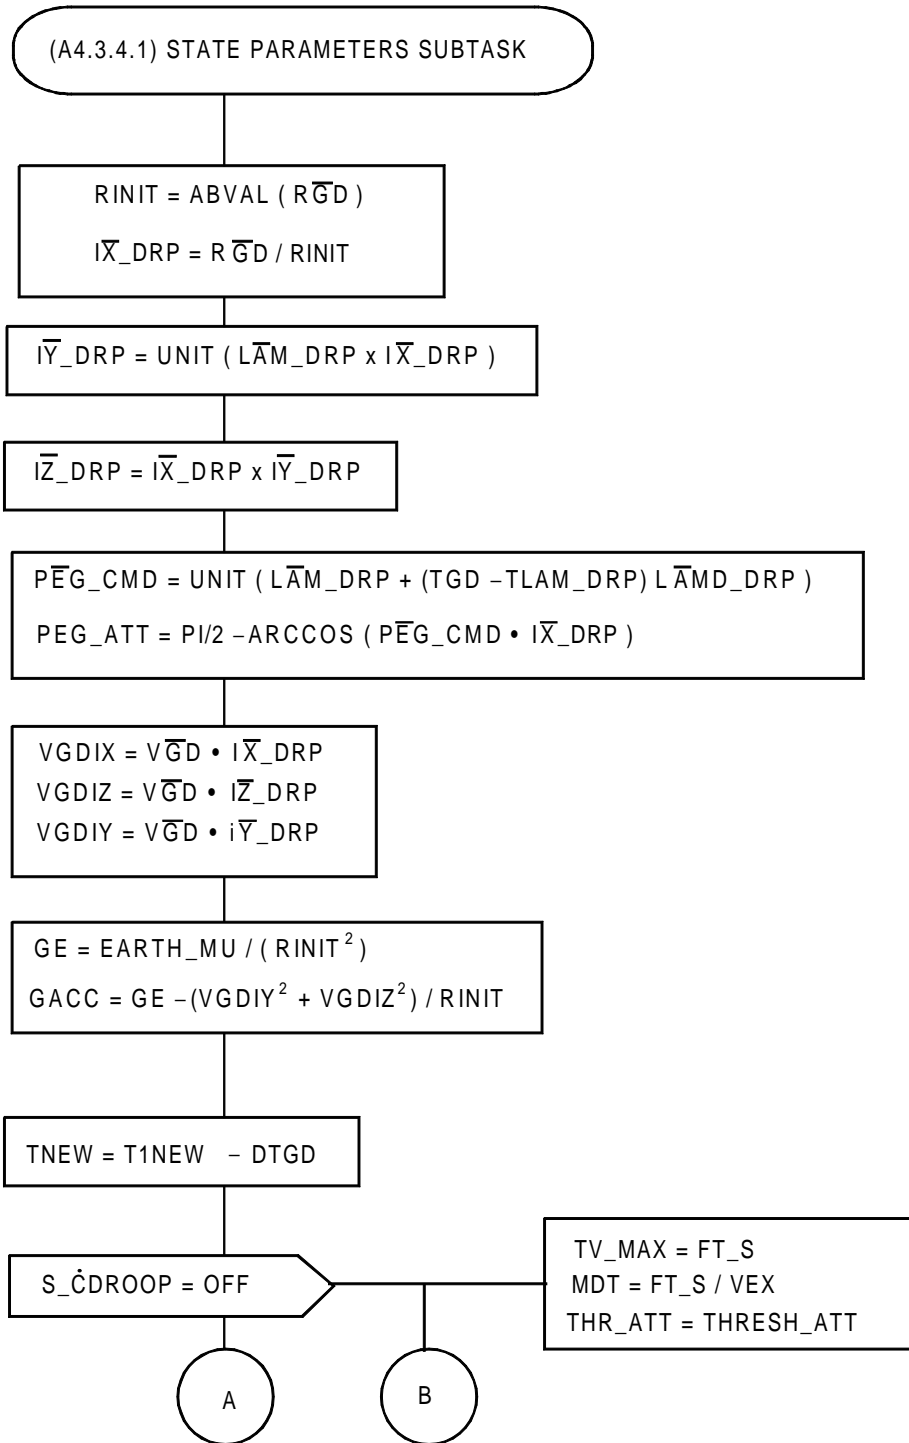 (A4.3.4.1) STATE PARAMETERS SUBTASK
RINIT = ABVAL ( RG̅D )
IX̅_DRP = R G̅D / RINIT
IY̅_DRP = UNIT ( LA̅M_DRP x IX̅_DRP )
IZ̅_DRP = IX̅_DRP x IY̅_DRP
PE̅G_CMD = UNIT ( LA̅M_DRP + (TGD –TLAM_DRP) LA̅MD_DRP )
PEG_ATT = PI/2 –ARCCOS ( PE̅G_CMD • IX̅_DRP )
VGDIX = VG̅D • IX̅_DRP
VGDIZ = VG̅D • IZ̅_DRP
VGDIY = VG̅D • iY̅_DRP
GE = EARTH_MU / ( RINIT²)
GACC = GE –(VGDIY² + VGDIZ²) / RINIT
TNEW = T1NEW – DTGD
S_ĊDROOP = OFF
TV_MAX = FT_S
MDT = FT_S / VEX
THR_ATT = THRESH_ATT
A
B